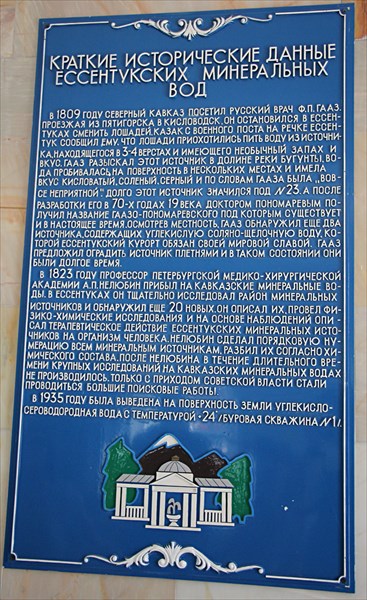 КРАТКИЕ ИСТОРИЧЕСКИЕ ДАННЫЕ
ЕССЕНТУКСКИХ МИНЕРАЛЬНЫХ
ВОД
В 1809 ГОДУ СЕВЕРНЫЙ КАВКАЗ ПОСЕТИЛ РУССКИЙ ВРАЧ Ф.П. ГААЗ.
ПРОЕЗЖАЯ ИЗ ПЯТИГОРСКА В КИСЛОВОДСК, ОН ОСТАНОВИЛСЯ В ЕССЕН-
ТУКАХ СМЕНИТЬ ЛОШАДЕЙ. КАЗАК С ВОЕННОГО ПОСТА НА РЕЧКЕ ЕССЕН-
ТУК СООБЩИЛ ЕМУ, ЧТО ЛОШАДИ ПРИОХОТИЛИСЬ ПИТЬ ВОДУ ИЗ ИСТОЧНИ-
КА, НАХОДЯЩЕГОСЯ В 3-4 ВЕРСТАХ И ИМЕЮЩЕГО НЕОБЫЧНЫЙ ЗАПАХ И
ВКУС. ГААЗ РАЗЫСКАЛ ЭТОТ ИСТОЧНИК В ДОЛИНЕ РЕКИ БУГУНТЫ. ВО-
ДА ПРОБИВАЛАСЬ НА ПОВЕРХНОСТЬ В НЕСКОЛЬКИХ МЕСТАХ И ИМЕЛА
ВКУС КИСЛОВАТЫЙ, СОЛЕНЫЙ, СЕРНЫЙ И ПО СЛОВАМ ГААЗА БЫЛА „ВОВ-
СЕ НЕПРИЯТНОЙ". ДОЛГО ЭТОТ ИСТОЧНИК ЗНАЧИЛСЯ ПОД №23, А ПОСЛЕ
РАЗРАБОТКИ ЕГО В 70-Х ГОДАХ 19 ВЕКА ДОКТОРОМ ПОНОМАРЕВЫМ ПО-
ЛУЧИЛ НАЗВАНИЕ ГААЗО-ПОНОМАРЕВСКОГО ПОД КОТОРЫМ СУЩЕСТВУЕТ
И В НАСТОЯЩЕЕ ВРЕМЯ. ОСМОТРЕВ МЕСТНОСТЬ, ГААЗ ОБНАРУЖИЛ ЕЩЕ ДВА
ИСТОЧНИКА, СОДЕРЖАЩИХ УГЛЕКИСЛУЮ СОЛЯНО-ЩЕЛОЧНУЮ ВОДУ, КО-
ТОРОЙ ЕССЕНТУКСКИЙ КУРОРТ ОБЯЗАН СВОЕЙ МИРОВОЙ СЛАВОЙ. ГААЗ
ПРЕДЛОЖИЛ ОГРАДИТЬ ИСТОЧНИК ПЛЕТНЯМИ И В ТАКОМ СОСТОЯНИИ ОНИ
БЫЛИ ДОЛГОЕ ВРЕМЯ.
В 1823 ГОДУ ПРОФЕССОР ПЕТЕРБУРГСКОЙ МЕДИКО-ХИРУРГИЧЕСКОЙ
АКАДЕМИИ А.П. НЕЛЮБИН ПРИБЫЛ НА КАВКАЗСКИЕ МИНЕРАЛЬНЫЕ ВО-
ДЫ. В ЕССЕНТУКАХ ОН ТЩАТЕЛЬНО ИССЛЕДОВАЛ РАЙОН МИНЕРАЛЬНЫХ
ИСТОЧНИКОВ И ОБНАРУЖИЛ ЕЩЕ 20 НОВЫХ. ОН ОПИСАЛ ИХ, ПРОВЕЛ ФИ-
ЗИКО-ХИМИЧЕСКИЕ ИССЛЕДОВАНИЯ И НА ОСНОВЕ НАБЛЮДЕНИЙ ОПИ-
САЛ ТЕРАПЕВТИЧЕСКОЕ ДЕЙСТВИЕ ЕССЕНТУКСКИХ МИНЕРАЛЬНЫХ ИСТО-
ЧНИКОВ НА ОРГАНИЗМ ЧЕЛОВЕКА. НЕЛЮБИН СДЕЛАЛ ПОРЯДКОВУЮ НУ-
МЕРАЦИЮ ВСЕМ МИНЕРАЛЬНЫМ ИСТОЧНИКАМ, РАЗБИЛ ИХ СОГЛАСНО ХИ-
МИЧЕСКОГО СОСТАВА. ПОСЛЕ НЕЛЮБИНА В ТЕЧЕНИЕ ДЛИТЕЛЬНОГО ВРЕ-
МЕНИ КРУПНЫХ ИССЛЕДОВАНИЙ НА КАВКАЗСКИХ МИНЕРАЛЬНЫХ ВОДАХ
НЕ ПРОИЗВОДИЛОСЬ. ТОЛЬКО С ПРИХОДОМ СОВЕТСКОЙ ВЛАСТИ СТАЛИ
ПРОВОДИТЬСЯ БОЛЬШИЕ ПОИСКОВЫЕ РАБОТЫ.
В 1935 ГОДУ БЫЛА ВЫВЕДЕНА НА ПОВЕРХНОСТЬ ЗЕМЛИ УГЛЕКИСЛО-
СЕРОВОДОРОДНАЯ ВОДА С ТЕМПЕРАТУРОЙ +24° /БУРОВАЯ СКВАЖИНА №1/.